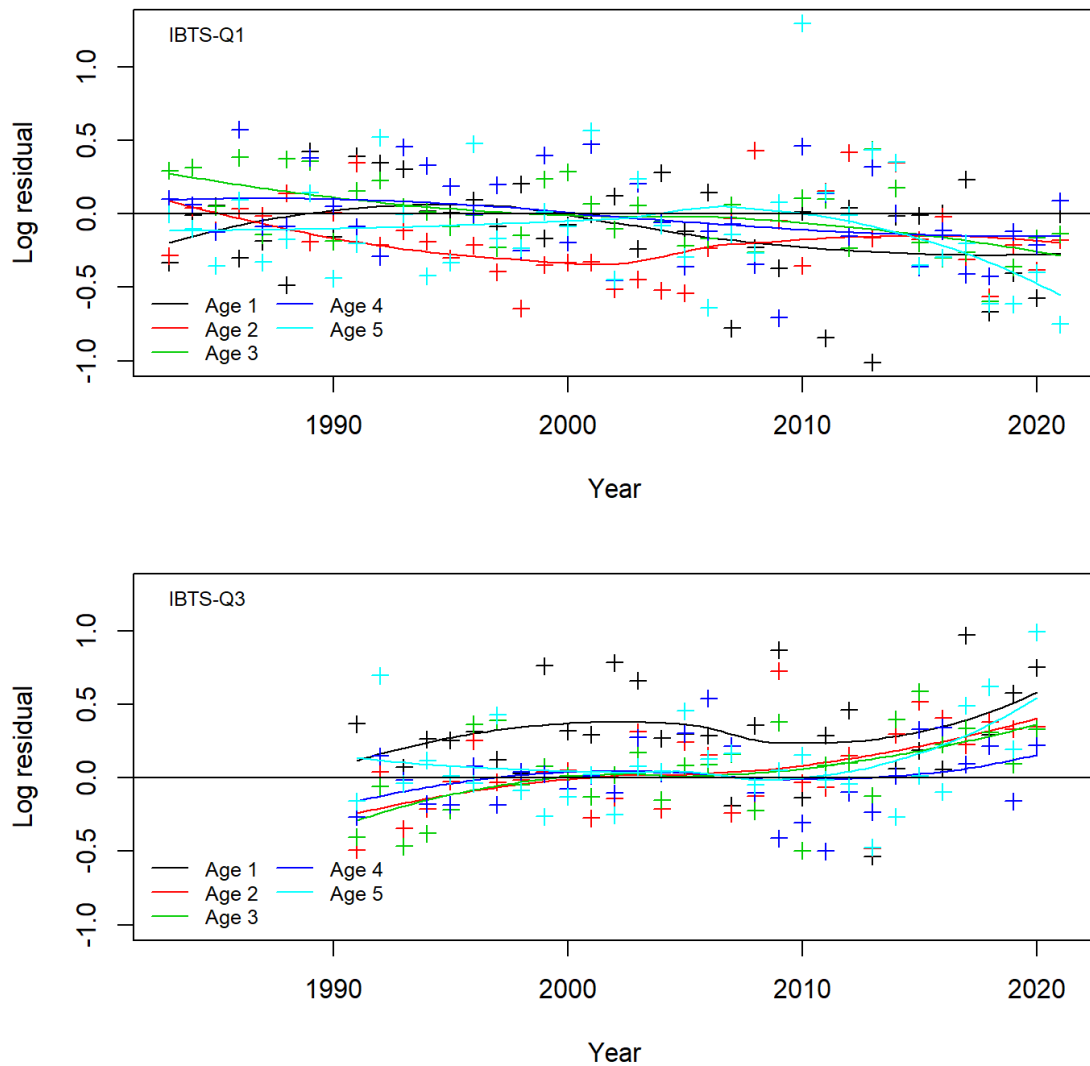 IBTS-Q1
Log residual
1.0
0.5
0.0
-0.5
-1.0
Age 1 Age 4
Age 2 Age 5
Age 3
1990 2000 2010 2020
Year
IBTS-Q3
Log residual
1.0
0.5
0.0
-0.5
-1.0
Age 1 Age 4
Age 2 Age 5
Age 3
1990 2000 2010 2020
Year